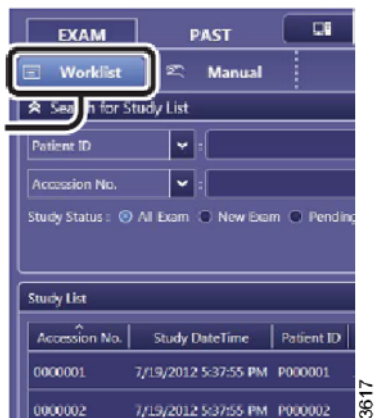 EXAM PAST
Worklist Manual
Search for Study List
Patient ID :
Accession No. :
Study Status : All Exam New Exam Pending
Study List
Accession No. Study DateTime Patient ID
0000001 7/19/2012 5:37:55 PM P000001
0000002 7/19/2012 5:37:55 PM P000002
3617